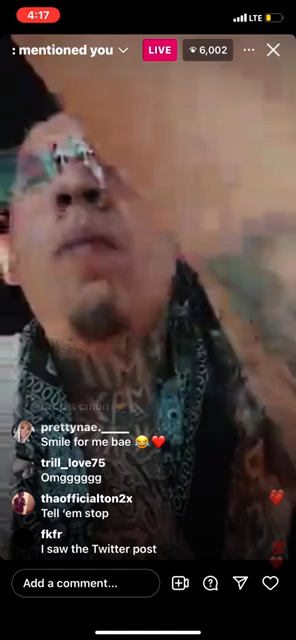 4:17
LTE
: mentioned you
LIVE
6,002
prettynae.____
Smile for me bae 😂❤️
trill_love75
Omgggggg
thaofficialton2x
Tell ‘em stop
fkfr
I saw the Twitter post
Add a comment...